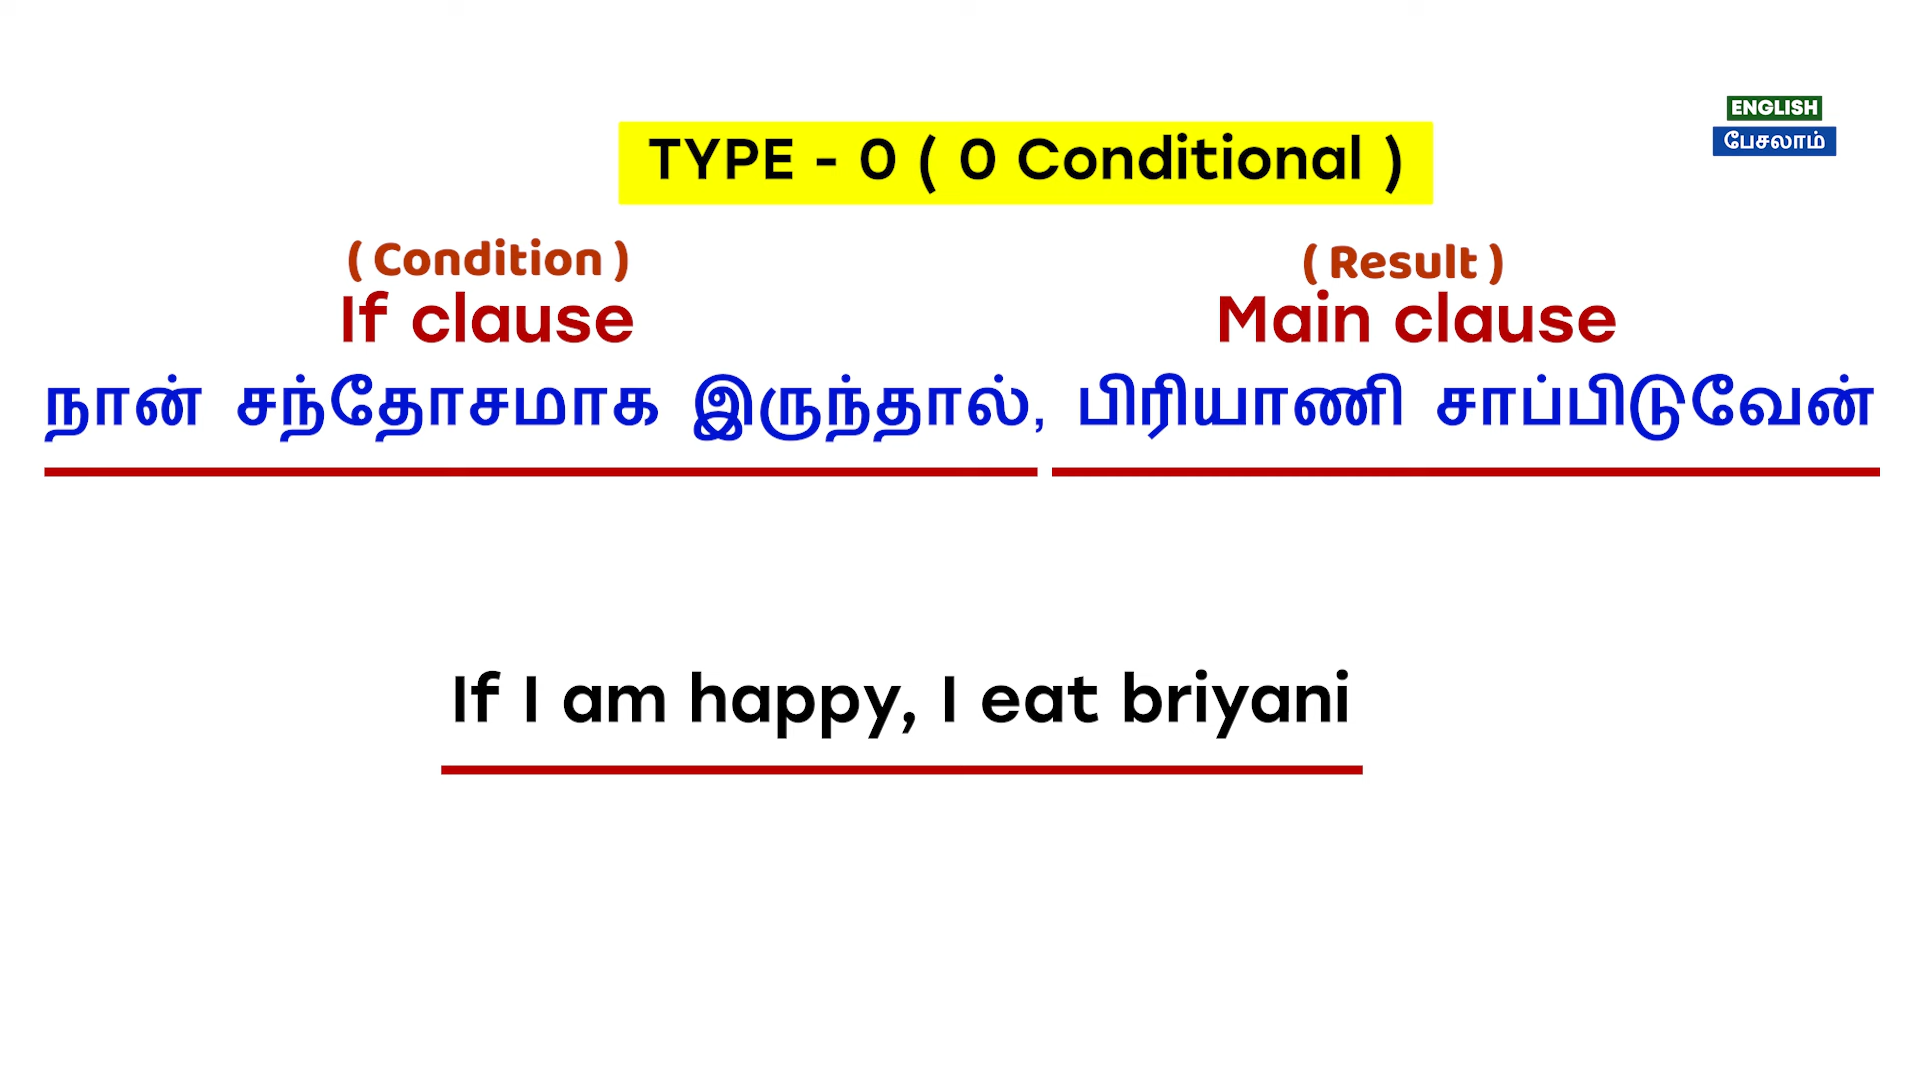 ENGLISH
பேசலாம்
TYPE - 0 ( 0 Conditional )
( Condition )
( Result )
If clause
Main clause
நான் சந்தோசமாக இருந்தால், பிரியாணி சாப்பிடுவேன்
If I am happy, I eat briyani